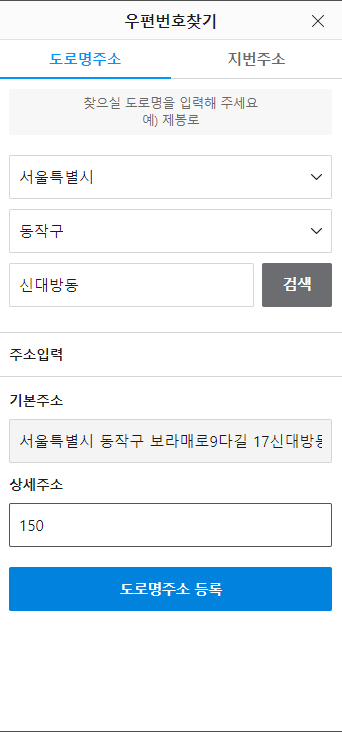 우편번호찾기
도로명주소 지번주소
찾으실 도로명을 입력해 주세요
예) 제봉로
서울특별시
동작구
신대방동 검색
주소입력
기본주소
서울특별시 동작구 보라매로9다길 17신대방동
상세주소
150
도로명주소 등록